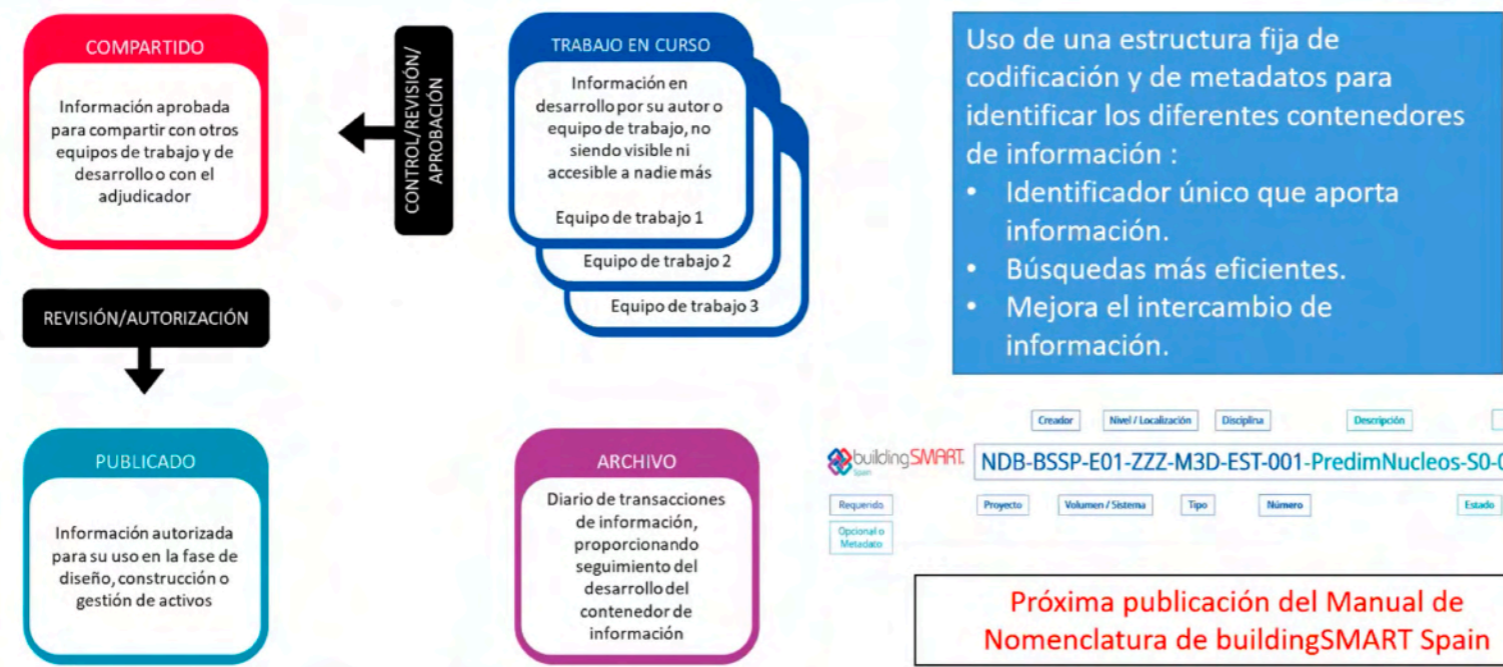 COMPARTIDO
Información aprobada
para compartir con otros
equipos de trabajo y de
desarrollo o con el
adjudicador
CONTROL/REVISIÓN/
APROBACIÓN
TRABAJO EN CURSO
Información en
desarrollo por su autor o
equipo de trabajo, no
siendo visible ni
accesible a nadie más
Equipo de trabajo 1
Equipo de trabajo 2
Equipo de trabajo 3
REVISIÓN/AUTORIZACIÓN
PUBLICADO
Información autorizada
para su uso en la fase de
diseño, construcción o
gestión de activos
ARCHIVO
Diario de transacciones
de información,
proporcionando
seguimiento del
desarrollo del
contenedor de
información
Uso de una estructura fija de
codificación y de metadatos para
identificar los diferentes contenedores
de información :
• Identificador único que aporta
información.
• Búsquedas más eficientes.
• Mejora el intercambio de
información.
Creador Nivel / Localización Disciplina Descripción
buildingSMART
Spain
NDB-BSSP-E01-ZZZ-M3D-EST-001-PredimNucleos-S0-
Requerido Proyecto Volumen / Sistema Tipo Número Estado
Opcional o
Metadato
Próxima publicación del Manual de
Nomenclatura de buildingSMART Spain